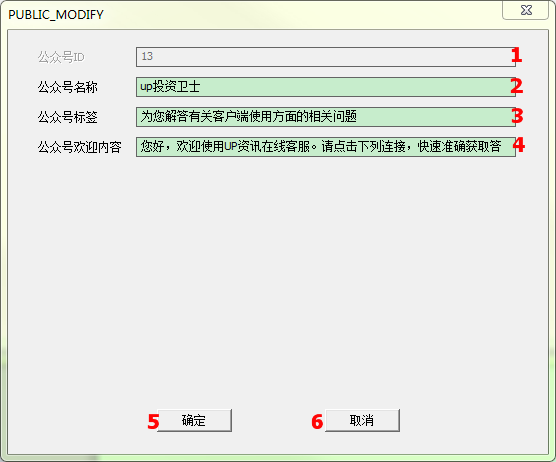 PUBLIC_MODIFY
公众号ID 13 1
公众号名称 up投资卫士 2
公众号标签 为您解答有关客户端使用方面的相关问题 3
公众号欢迎内容 您好，欢迎使用UP资讯在线客服。请点击下列连接，快速准确获取答 4
5 确定 6 取消